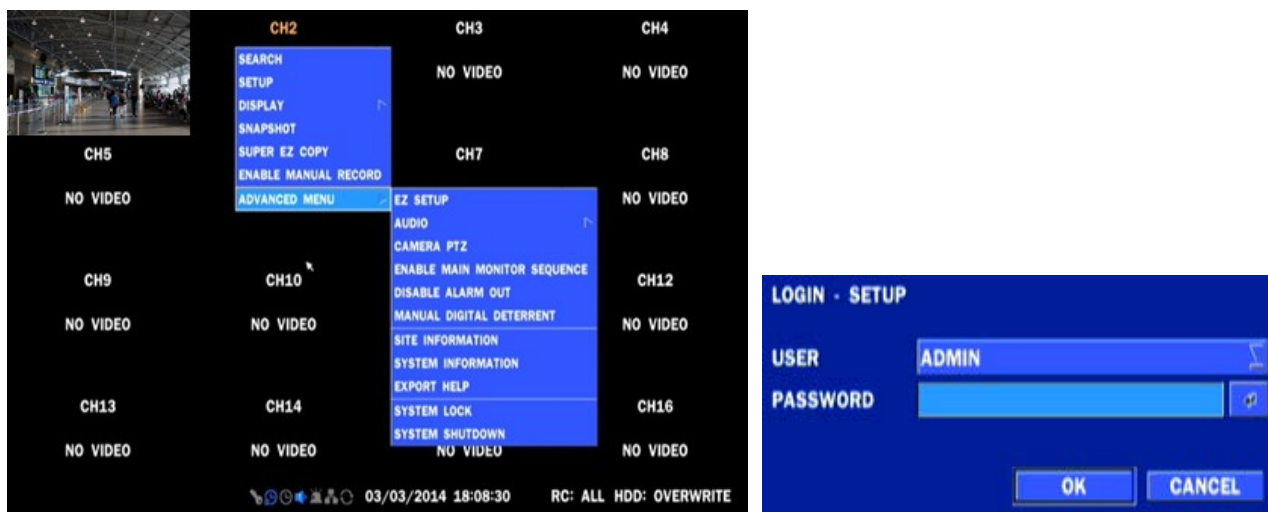 CH2
CH3
CH4
SEARCH
SETUP
DISPLAY
SNAPSHOT
SUPER EZ COPY
ENABLE MANUAL RECORD
ADVANCED MENU
NO VIDEO
NO VIDEO
CH5
CH7
CH8
NO VIDEO
NO VIDEO
EZ SETUP
AUDIO
CAMERA PTZ
ENABLE MAIN MONITOR SEQUENCE
DISABLE ALARM OUT
MANUAL DIGITAL DETERRENT
SITE INFORMATION
SYSTEM INFORMATION
EXPORT HELP
SYSTEM LOCK
SYSTEM SHUTDOWN
CH9
CH10
CH12
NO VIDEO
NO VIDEO
NO VIDEO
CH13
CH14
CH16
NO VIDEO
NO VIDEO
NO VIDEO
NO VIDEO
03/03/2014 18:08:30
RC: ALL HDD: OVERWRITE
LOGIN - SETUP
USER
ADMIN
PASSWORD
OK
CANCEL